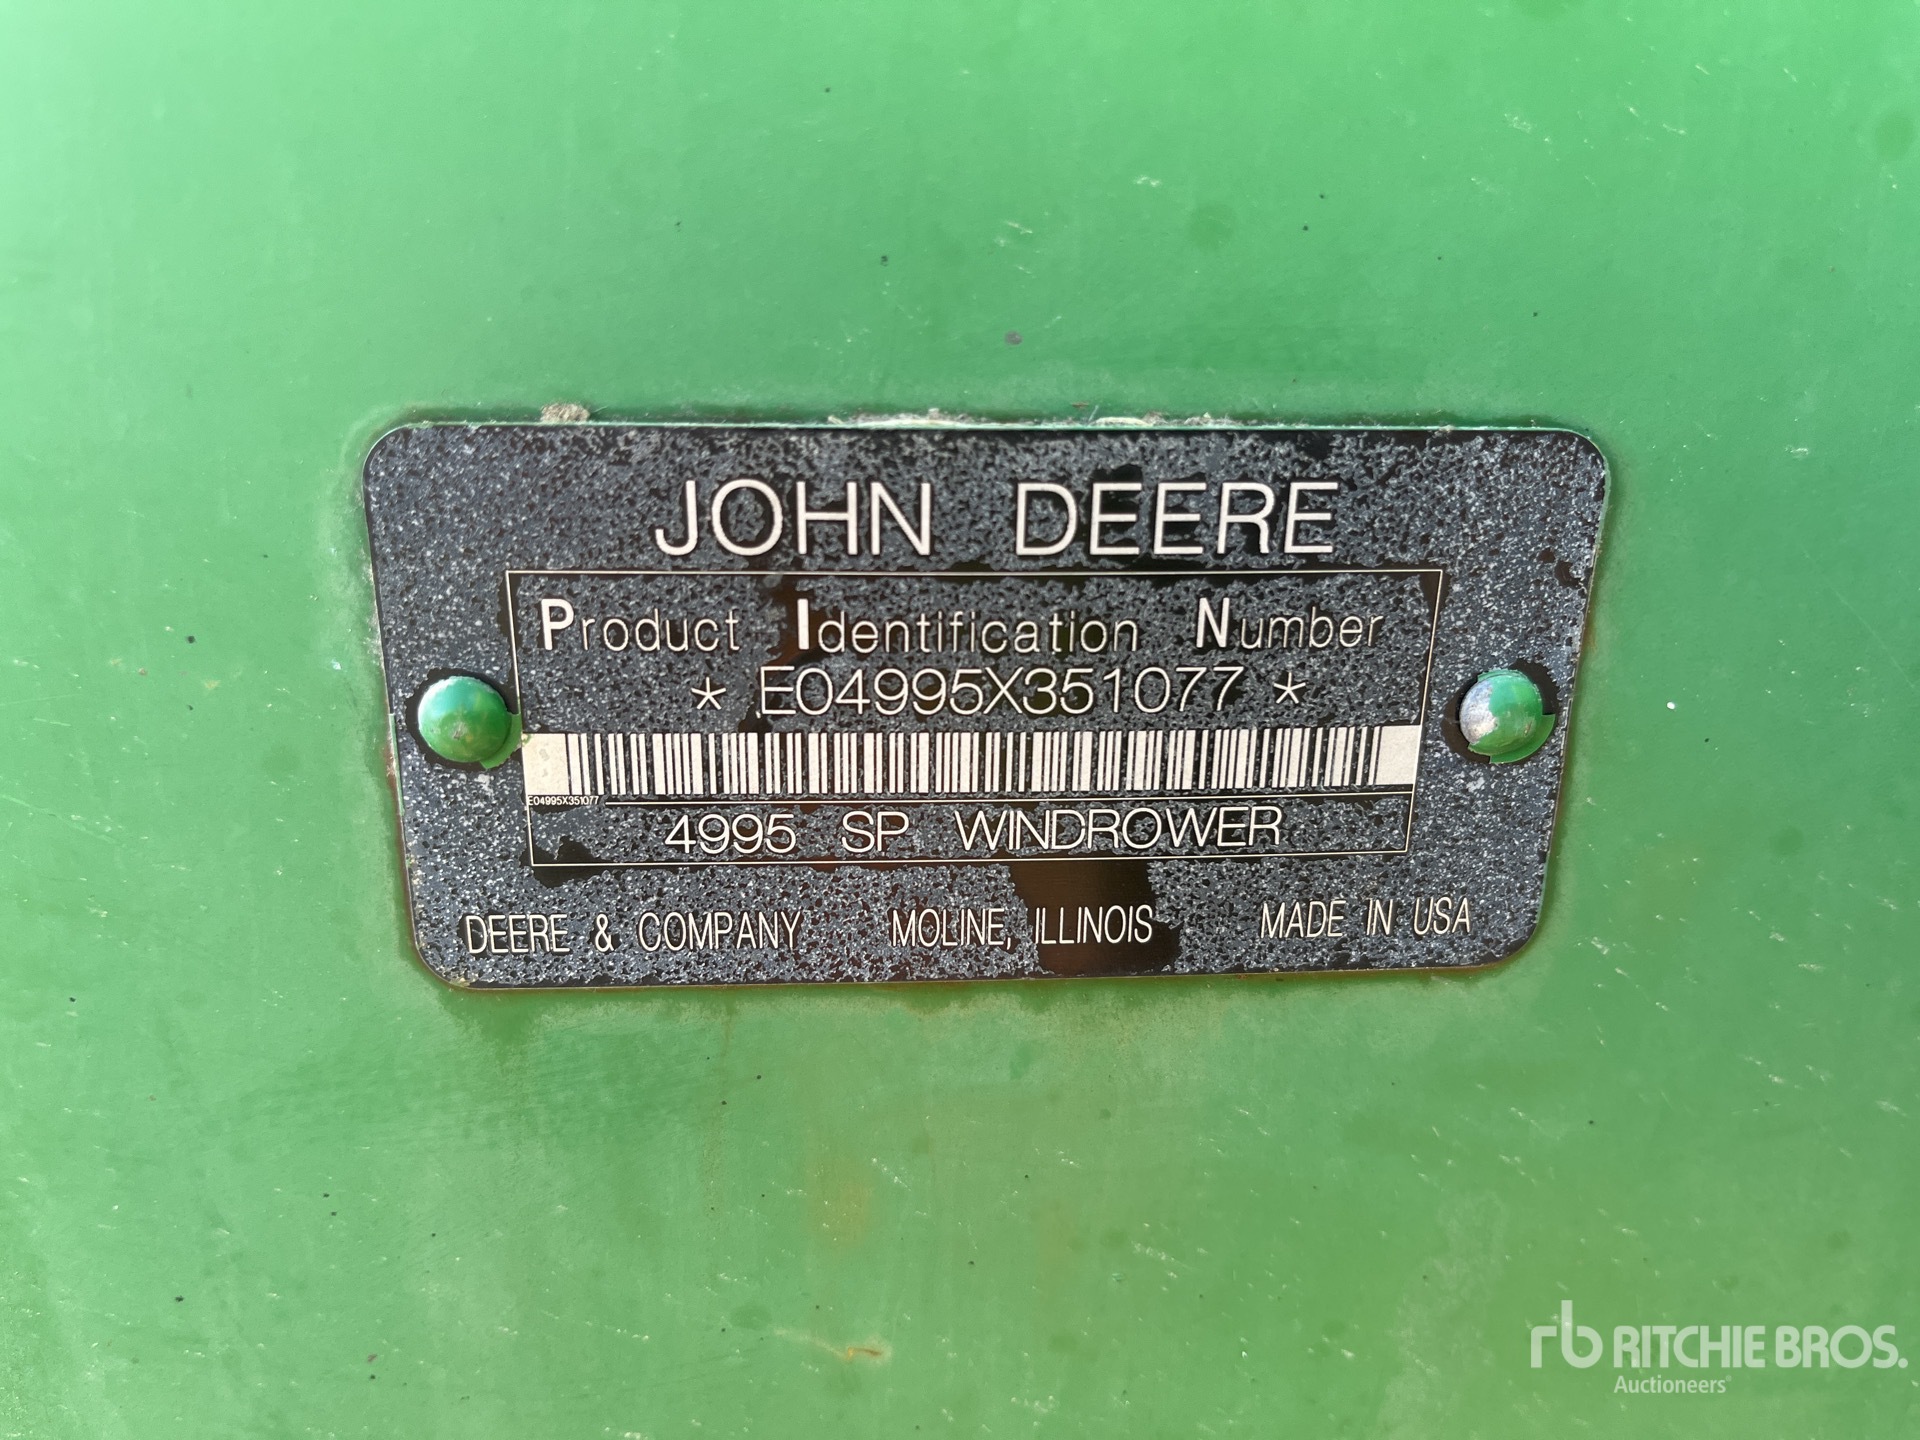 JOHN DEERE
Product Identification Number
* E04995X351077 *
E04995X351077
4995 SP WINDROWER
DEERE & COMPANY MOLINE, ILLINOIS MADE IN USA
rb RITCHIE BROS.
Auctioneers